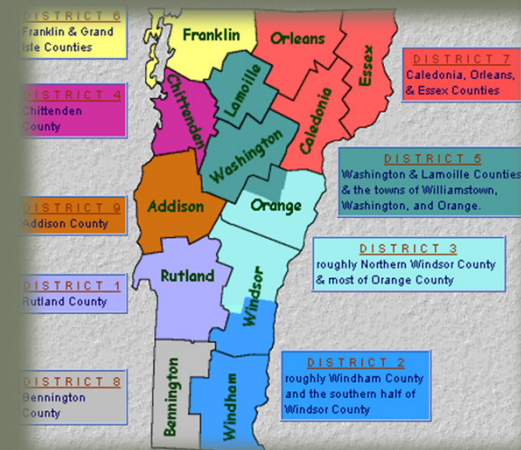 DISTRICT 6
Franklin & Grand
Isle Counties
Franklin
Orleans
Essex
DISTRICT 7
Caledonia, Orleans,
& Essex Counties
Lamoille
DISTRICT 4
Chittenden
County
Chittenden
Caledonia
Washington
DISTRICT 5
Washington & Lamoille Counties
& the towns of Williamstown,
Washington, and Orange.
DISTRICT 9
Addison County
Addison
Orange
DISTRICT 3
roughly Northern Windsor County
& most of Orange County
DISTRICT 1
Rutland County
Rutland
Windsor
DISTRICT 2
roughly Windham County
and the southern half of
Windsor County
DISTRICT 8
Bennington
County
Bennington
Windham